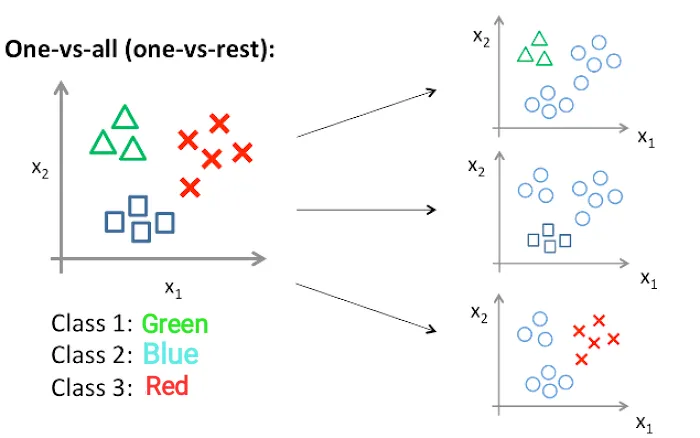 One-vs-all (one-vs-rest):
x2
x1
Class 1: Green
Class 2: Blue
Class 3: Red
x2
x1
x2
x1
x2
x1